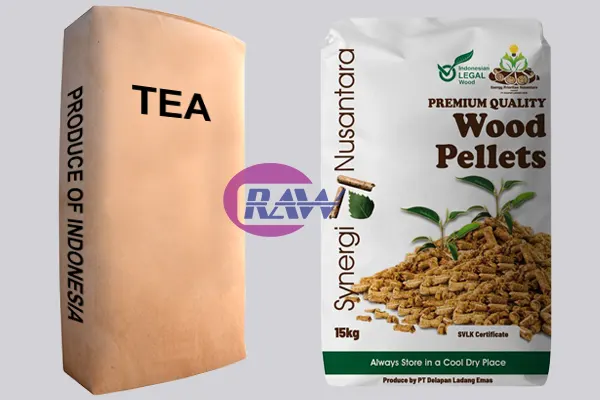 TEA
PRODUCE OF INDONESIA
RAW
Synergi Nusantara
Indonesian
LEGAL
Wood
PREMIUM QUALITY
Wood
Pellets
15kg
SVLK Certificate
Always Store in a Cool Dry Place
Produce by PT Delapan Ladang Emas